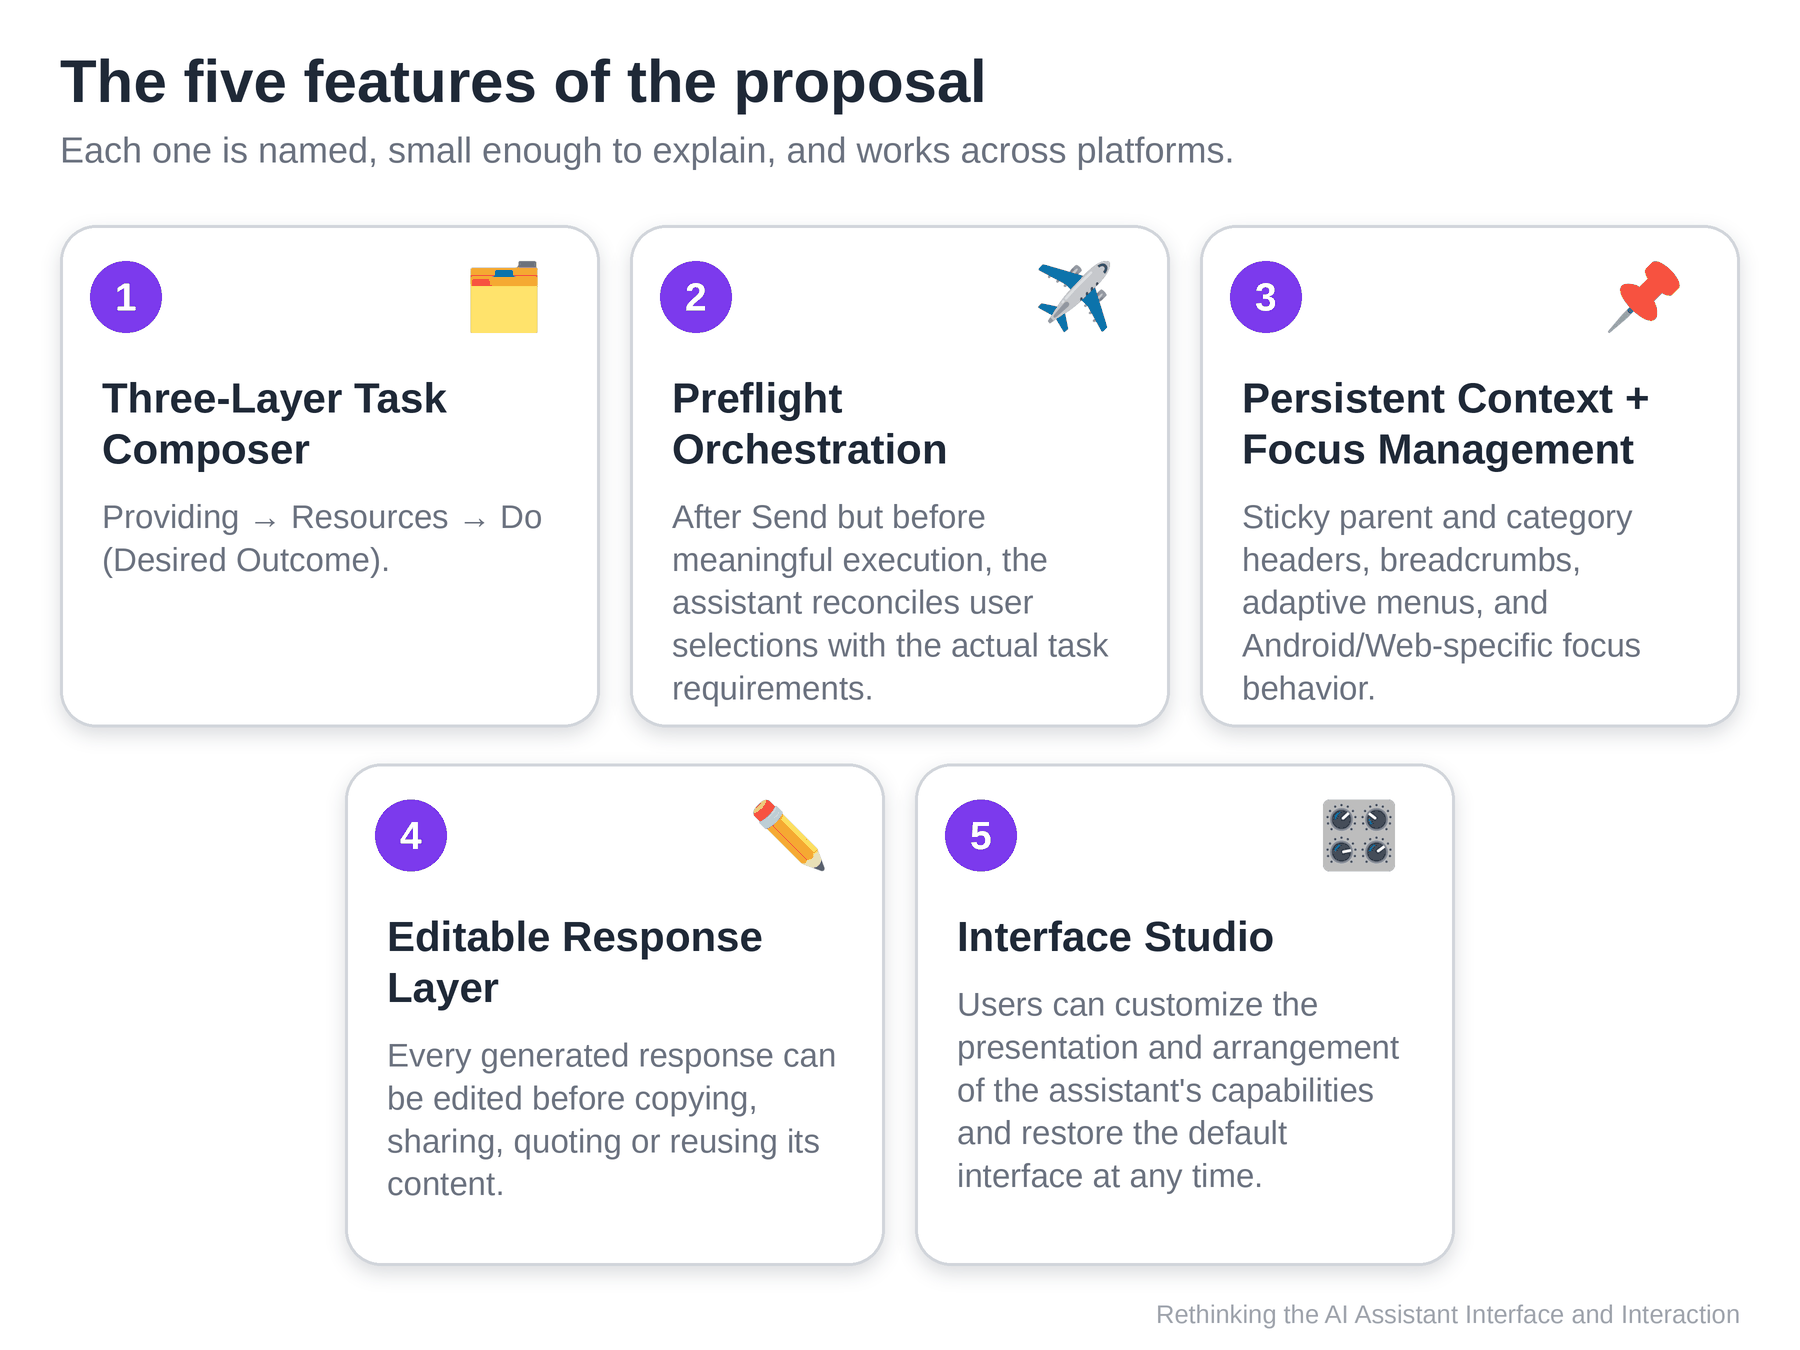 The five features of the proposal
Each one is named, small enough to explain, and works across platforms.
1
Three-Layer Task
Composer
Providing → Resources → Do
(Desired Outcome).
2
Preflight
Orchestration
After Send but before
meaningful execution, the
assistant reconciles user
selections with the actual task
requirements.
3
Persistent Context +
Focus Management
Sticky parent and category
headers, breadcrumbs,
adaptive menus, and
Android/Web-specific focus
behavior.
4
Editable Response
Layer
Every generated response can
be edited before copying,
sharing, quoting or reusing its
content.
5
Interface Studio
Users can customize the
presentation and arrangement
of the assistant's capabilities
and restore the default
interface at any time.
Rethinking the AI Assistant Interface and Interaction